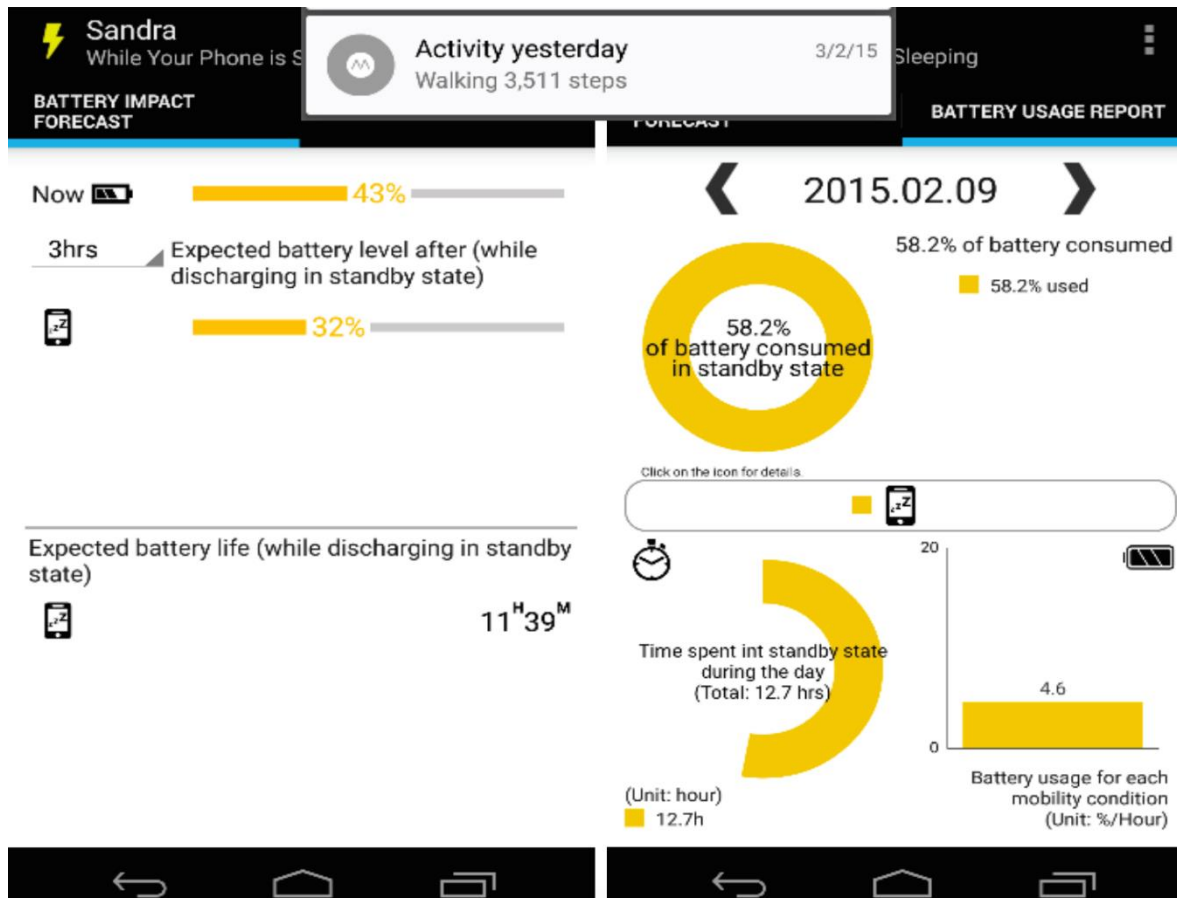 Sandra
While Your Phone is S
BATTERY IMPACT
FORECAST
Activity yesterday 3/2/15
Walking 3,511 steps
Now 43%
3hrs Expected battery level after (while
discharging in standby state)
zzZ
32%
Expected battery life (while discharging in standby
state)
zzZ
11H39M
Sleeping
FORECAST
BATTERY USAGE REPORT
2015.02.09
58.2% of battery consumed
58.2% used
58.2%
of battery consumed
in standby state
Click on the icon for details.
zzZ
Time spent int standby state
during the day
(Total: 12.7 hrs)
(Unit: hour)
12.7h
20
4.6
0
Battery usage for each
mobility condition
(Unit: %/Hour)